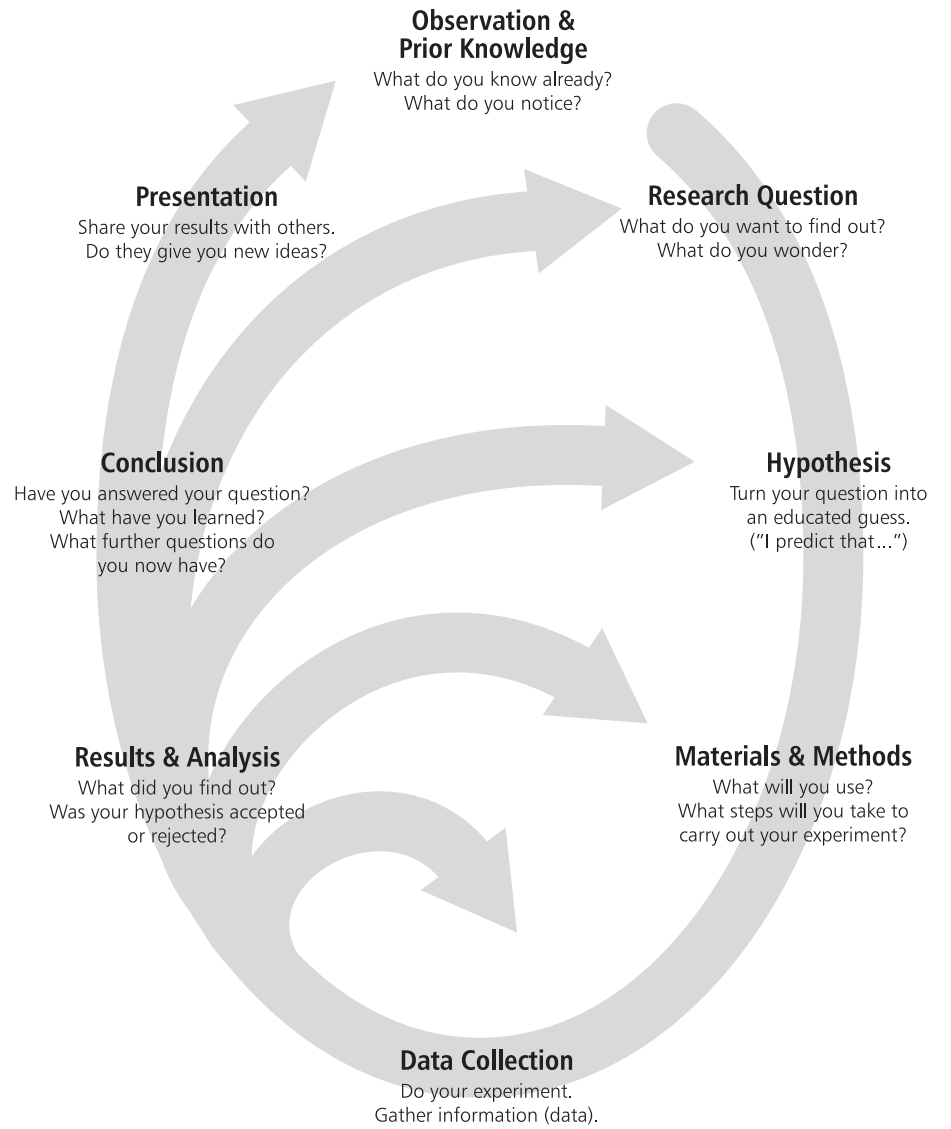 Observation &
Prior Knowledge
What do you know already?
What do you notice?
Research Question
What do you want to find out?
What do you wonder?
Hypothesis
Turn your question into
an educated guess.
("I predict that...")
Materials & Methods
What will you use?
What steps will you take to
carry out your experiment?
Data Collection
Do your experiment.
Gather information (data).
Results & Analysis
What did you find out?
Was your hypothesis accepted
or rejected?
Conclusion
Have you answered your question?
What have you learned?
What further questions do
you now have?
Presentation
Share your results with others.
Do they give you new ideas?